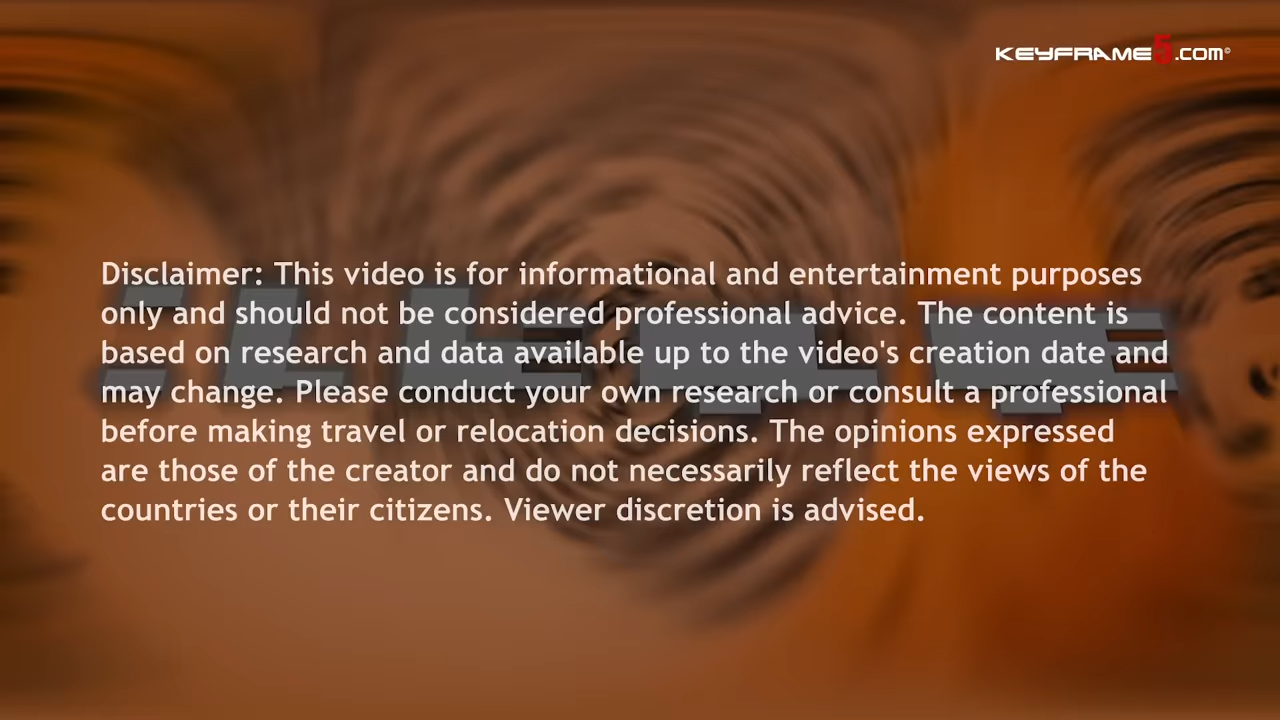 KEYFRAME5.COM©
Disclaimer: This video is for informational and entertainment purposes
only and should not be considered professional advice. The content is
based on research and data available up to the video's creation date and
may change. Please conduct your own research or consult a professional
before making travel or relocation decisions. The opinions expressed
are those of the creator and do not necessarily reflect the views of the
countries or their citizens. Viewer discretion is advised.